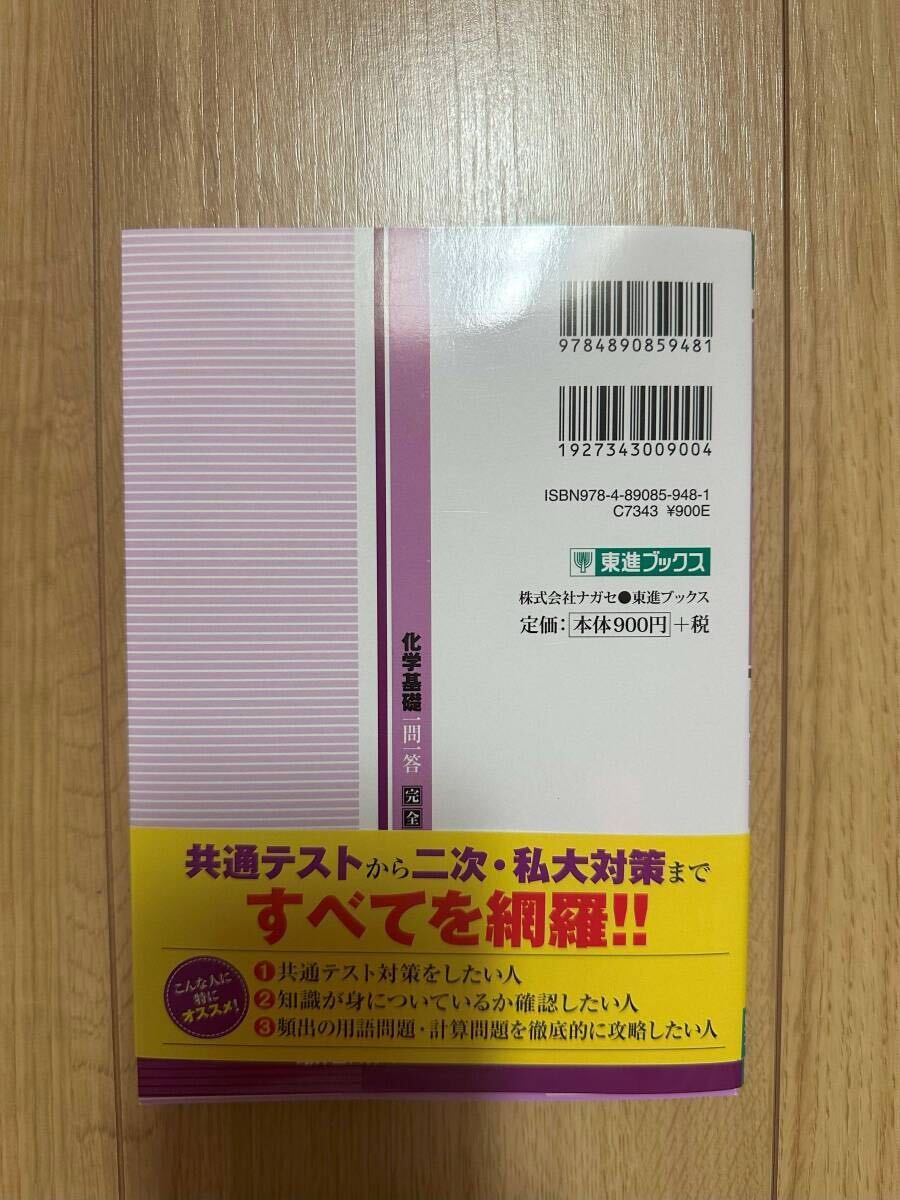 9784890859481
1927343009004
ISBN978-4-89085-948-1
C7343 ¥900E
東進ブックス
株式会社ナガセ●東進ブックス
定価:本体900円+税
化学基礎一問一答 完全
共通テストから二次・私大対策まで
すべてを網羅!!
こんな人に
特に
オススメ!
1共通テスト対策をしたい人
2知識が身についているか確認したい人
3頻出の用語問題・計算問題を徹底的に攻略したい人